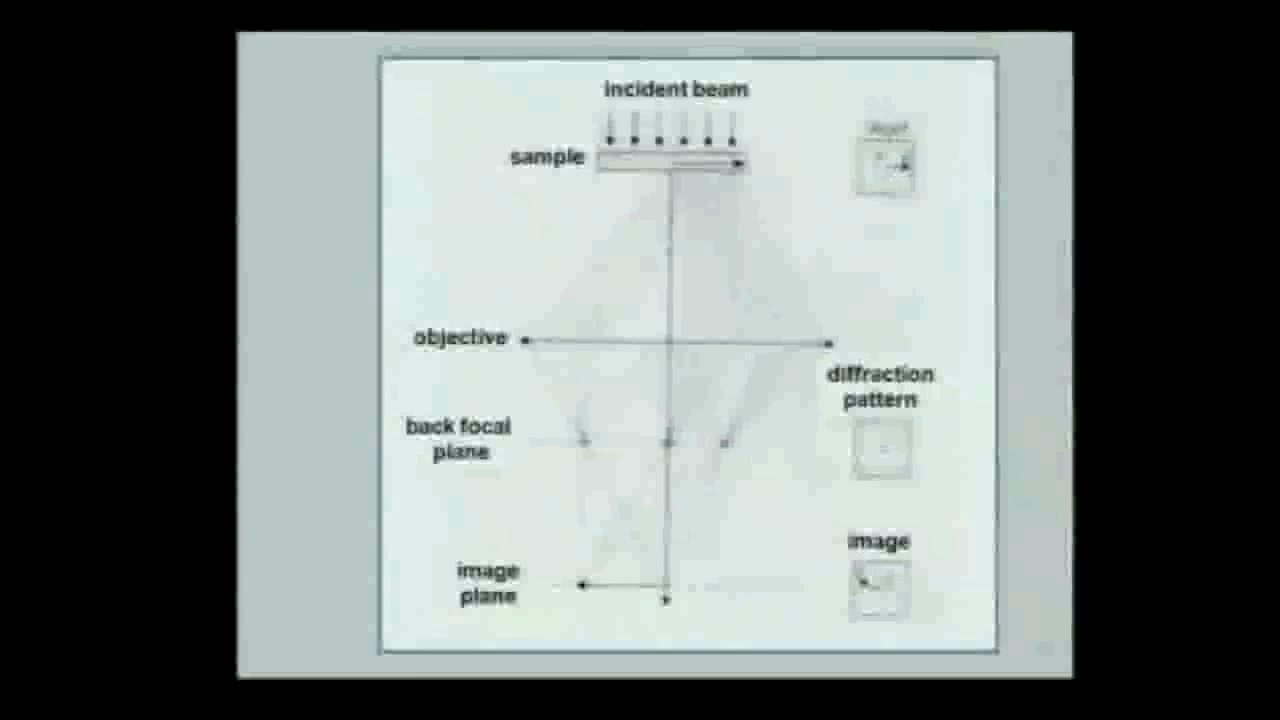 incident beam
sample
objective
diffraction
pattern
back focal
plane
image
image
plane